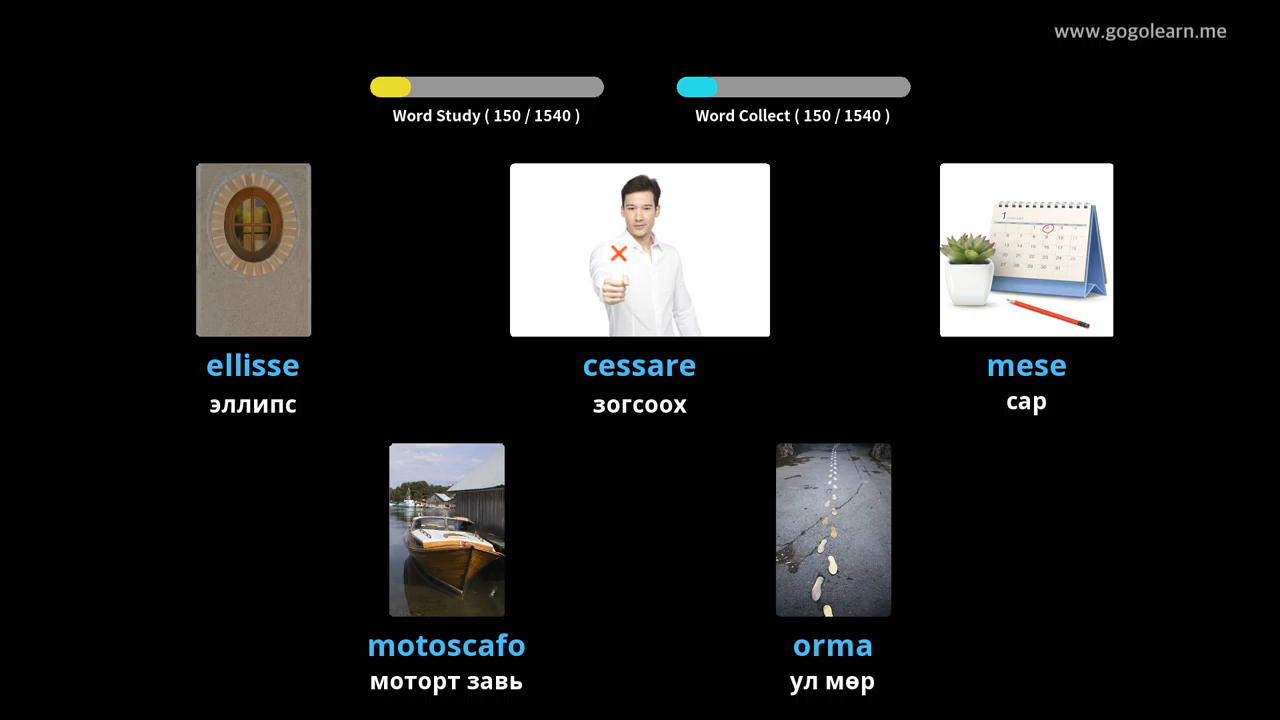 www.gogolearn.me
Word Study ( 150 / 1540 )
Word Collect ( 150 / 1540 )
ellisse
эллипс
cessare
зогсоох
mese
сар
motoscafo
моторт завь
orma
ул мөр